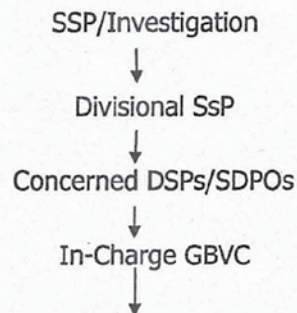 SSP/Investigation
Divisional SsP
Concerned DSPs/SDPOs
In-Charge GBVC